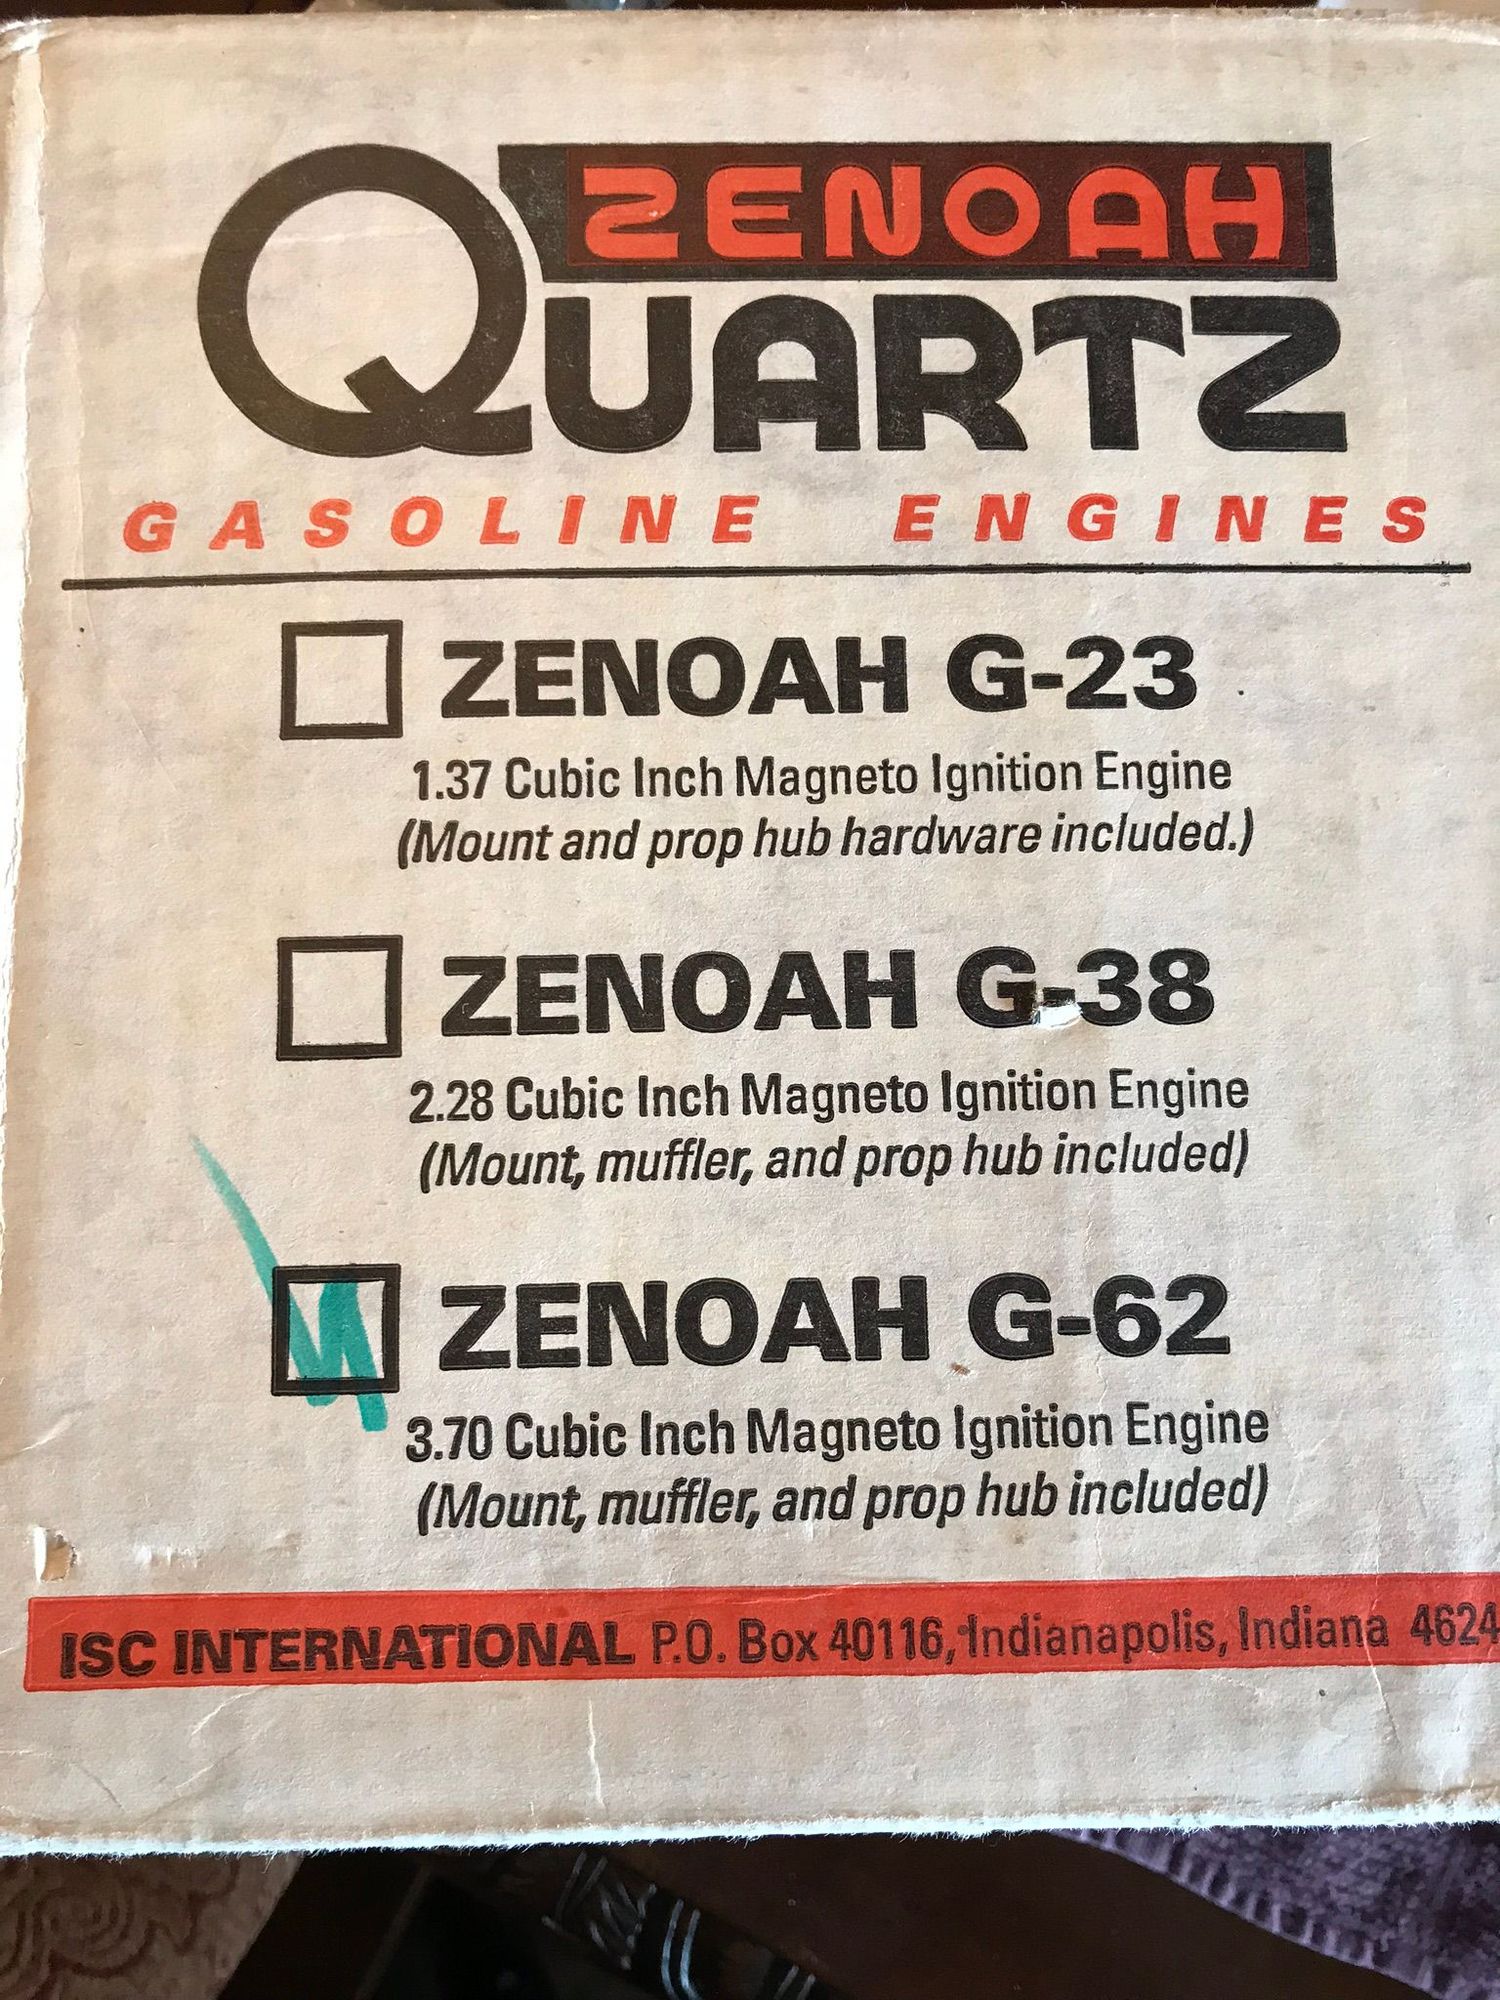 ZENOAH
QUARTZ
GASOLINE ENGINES
ZENOAH G-23
1.37 Cubic Inch Magneto Ignition Engine
(Mount and prop hub hardware included.)
ZENOAH G-38
2.28 Cubic Inch Magneto Ignition Engine
(Mount, muffler, and prop hub included)
ZENOAH G-62
3.70 Cubic Inch Magneto Ignition Engine
(Mount, muffler, and prop hub included)
ISC INTERNATIONAL P.O. Box 40116, Indianapolis, Indiana 4624